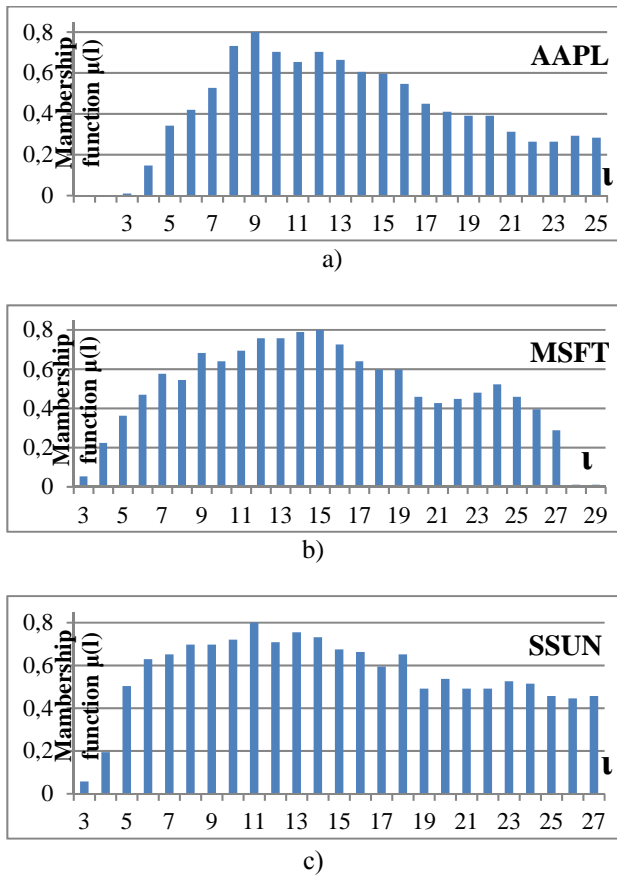 Mambership
function μ(l)
0,8
0,6
0,4
0,2
0
AAPL
3 5 7 9 11 13 15 17 19 21 23 25
ι
a)
Mambership
function μ(l)
0,8
0,6
0,4
0,2
0
MSFT
3 5 7 9 11 13 15 17 19 21 23 25 27 29
ι
b)
Mambership
function μ(l)
0,8
0,6
0,4
0,2
0
SSUN
3 5 7 9 11 13 15 17 19 21 23 25 27
ι
c)